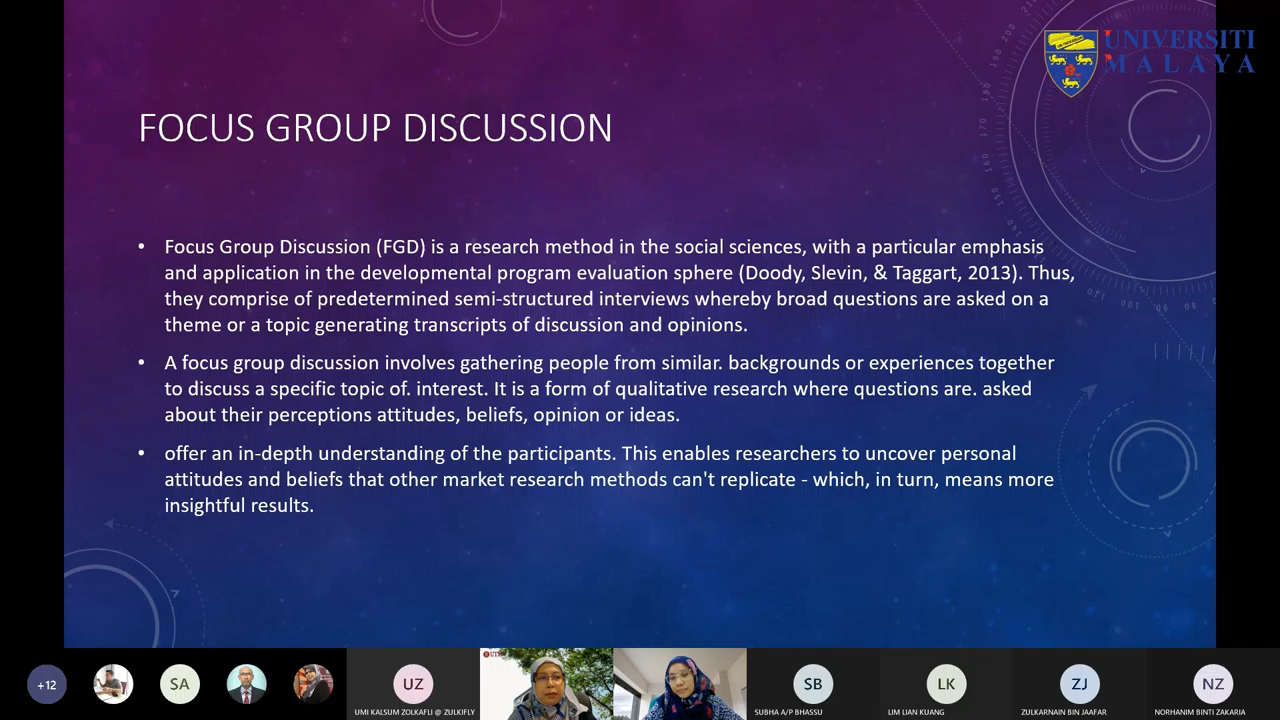 UNIVERSITI
MALAYA
FOCUS GROUP DISCUSSION
• Focus Group Discussion (FGD) is a research method in the social sciences, with a particular emphasis
and application in the developmental program evaluation sphere (Doody, Slevin, & Taggart, 2013). Thus,
they comprise of predetermined semi-structured interviews whereby broad questions are asked on a
theme or a topic generating transcripts of discussion and opinions.
• A focus group discussion involves gathering people from similar. backgrounds or experiences together
to discuss a specific topic of. interest. It is a form of qualitative research where questions are. asked
about their perceptions attitudes, beliefs, opinion or ideas.
• offer an in-depth understanding of the participants. This enables researchers to uncover personal
attitudes and beliefs that other market research methods can't replicate - which, in turn, means more
insightful results.
+12
SA
UZ
SB
LK
ZJ
NZ
UMI KALSUM ZOLKAFLI @ ZULKIFLY
SUBHA A/P BHASSU
LIM LIAN KUANG
ZULKARNAIN BIN JAAFAR
NORHANIM BINTI ZAKARIA